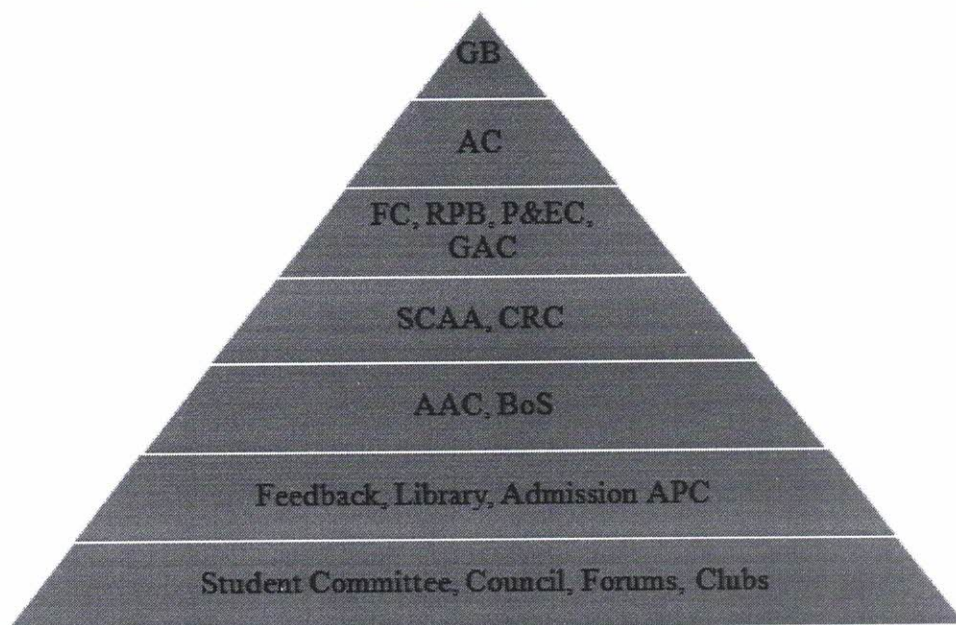 GB
AC
FC, RPB, P&EC,
GAC
SCAA, CRC
AAC, BoS
Feedback, Library, Admission APC
Student Committee, Council, Forums, Clubs